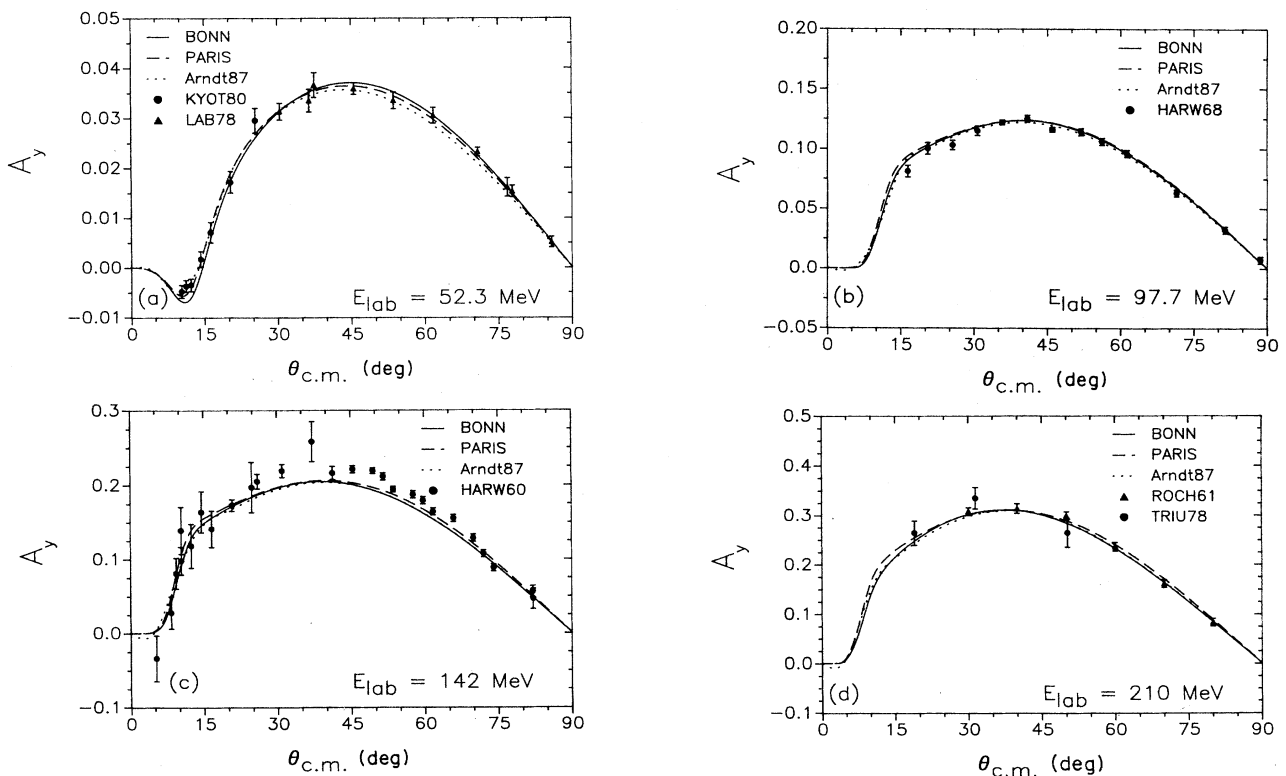 0.05
0.04
0.03
0.02
0.01
0.00
−0.01
A_y
BONN
PARIS
Arndt87
KYOT80
LAB78
(a)
E_lab = 52.3 MeV
0 15 30 45 60 75 90
θ_c.m. (deg)
0.20
0.15
0.10
0.05
0.0
−0.05
A_y
BONN
PARIS
Arndt87
HARW68
(b)
E_lab = 97.7 MeV
0 15 30 45 60 75 90
θ_c.m. (deg)
0.3
0.2
0.1
0.0
−0.1
A_y
BONN
PARIS
Arndt87
HARW60
(c)
E_lab = 142 MeV
0 15 30 45 60 75 90
θ_c.m. (deg)
0.5
0.4
0.3
0.2
0.1
0.0
−0.1
A_y
BONN
PARIS
Arndt87
ROCH61
TRIU78
(d)
E_lab = 210 MeV
0 15 30 45 60 75 90
θ_c.m. (deg)